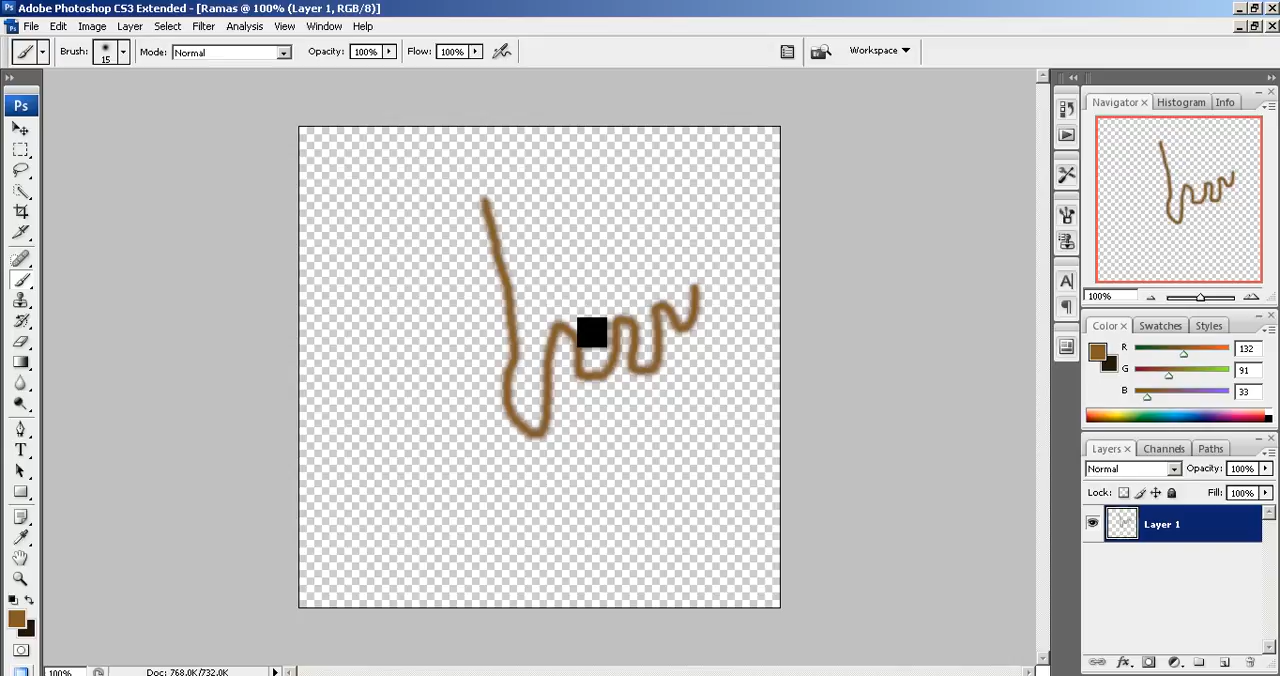 Adobe Photoshop CS3 Extended - [Ramas @ 100% (Layer 1, RGB/8)]
File Edit Image Layer Select Filter Analysis View Window Help
Brush: 15 Mode: Normal Opacity: 100% Flow: 100% Workspace
Ps
Navigator Histogram Info
100%
Color Swatches Styles
R 132
G 91
B 33
Layers Channels Paths
Normal Opacity: 100%
Lock: Fill: 100%
Layer 1
100% Doc: 768.0K/732.0K